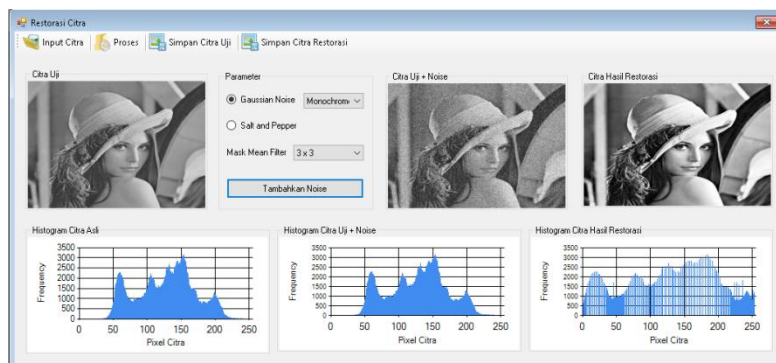 Restorasi Citra
Input Citra Proses Simpan Citra Uji Simpan Citra Restorasi
Citra Uji
Parameter
Gaussian Noise Monochrom
Salt and Pepper
Mask Mean Filter 3 x 3
Tambahkan Noise
Citra Uji + Noise
Citra Hasil Restorasi
Histogram Citra Asli
Frequency
3500
3000
2500
2000
1500
1000
500
0
0 50 100 150 200 250
Pixel Citra
Histogram Citra Uji + Noise
Frequency
3500
3000
2500
2000
1500
1000
500
0
0 50 100 150 200 250
Pixel Citra
Histogram Citra Hasil Restorasi
Frequency
3500
3000
2500
2000
1500
1000
500
0
0 50 100 150 200 250
Pixel Citra